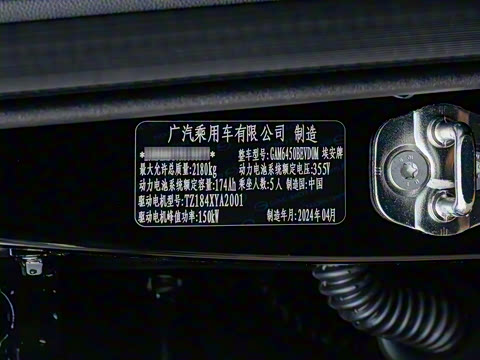 广汽乘用车有限公司 制造
* * 整车型号:GAM6450BEVD0M 埃安牌
最大允许总质量:2180kg 动力电池系统额定电压:355V
动力电池系统额定容量:174Ah 乘坐人数:5人 制造国:中国
驱动电机型号:TZ184XYA2001
驱动电机峰值功率:150kW 制造年月:2024年04月